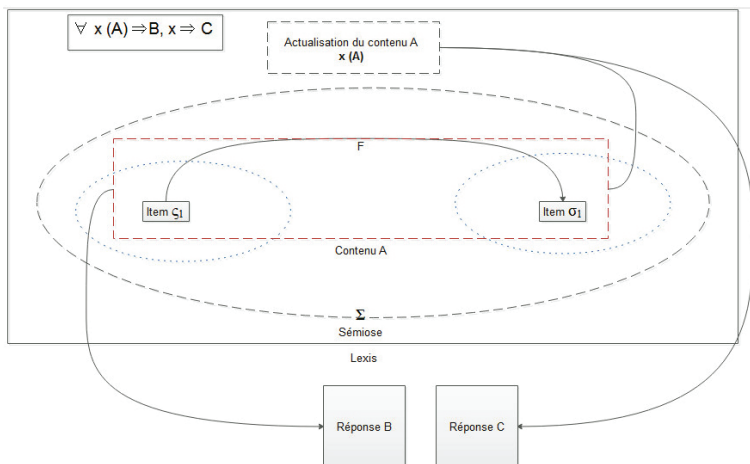 ∀ x (A) ⇒ B, x ⇒ C
Actualisation du contenu A
x (A)
F
Item ς1
Item σ1
Contenu A
Σ
Sémiose
Lexis
Réponse B
Réponse C